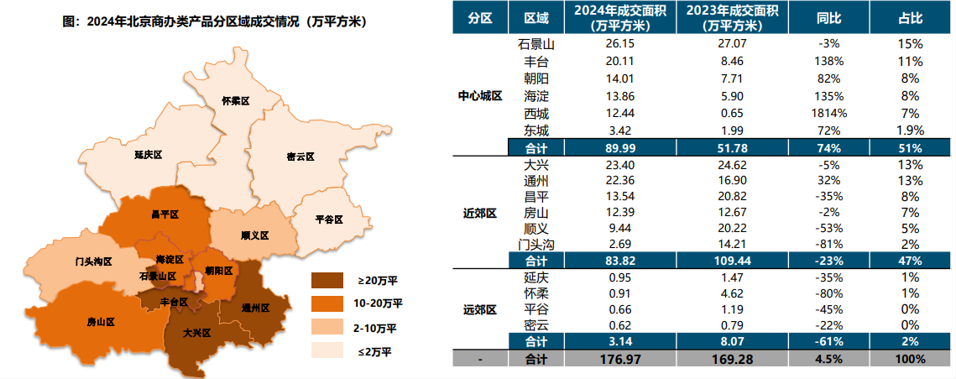 图：2024年北京商办类产品分区域成交情况（万平方米）
怀柔区
延庆区
密云区
昌平区
平谷区
顺义区
门头沟区
海淀区
朝阳区
石景山区
丰台区
通州区
房山区
大兴区
≥20万平
10-20万平
2-10万平
≤2万平
分区 区域 2024年成交面积（万平方米） 2023年成交面积（万平方米） 同比 占比
中心城区
石景山 26.15 27.07 -3% 15%
丰台 20.11 8.46 138% 11%
朝阳 14.01 7.71 82% 8%
海淀 13.86 5.90 135% 8%
西城 12.44 0.65 1814% 7%
东城 3.42 1.99 72% 1.9%
合计 89.99 51.78 74% 51%
近郊区
大兴 23.40 24.62 -5% 13%
通州 22.36 16.90 32% 13%
昌平 13.54 20.82 -35% 8%
房山 12.39 12.67 -2% 7%
顺义 9.44 20.22 -53% 5%
门头沟 2.69 14.21 -81% 2%
合计 83.82 109.44 -23% 47%
远郊区
延庆 0.95 1.47 -35% 1%
怀柔 0.91 4.62 -80% 1%
平谷 0.66 1.19 -45% 0%
密云 0.62 0.79 -22% 0%
合计 3.14 8.07 -61% 2%
- 合计 176.97 169.28 4.5% 100%